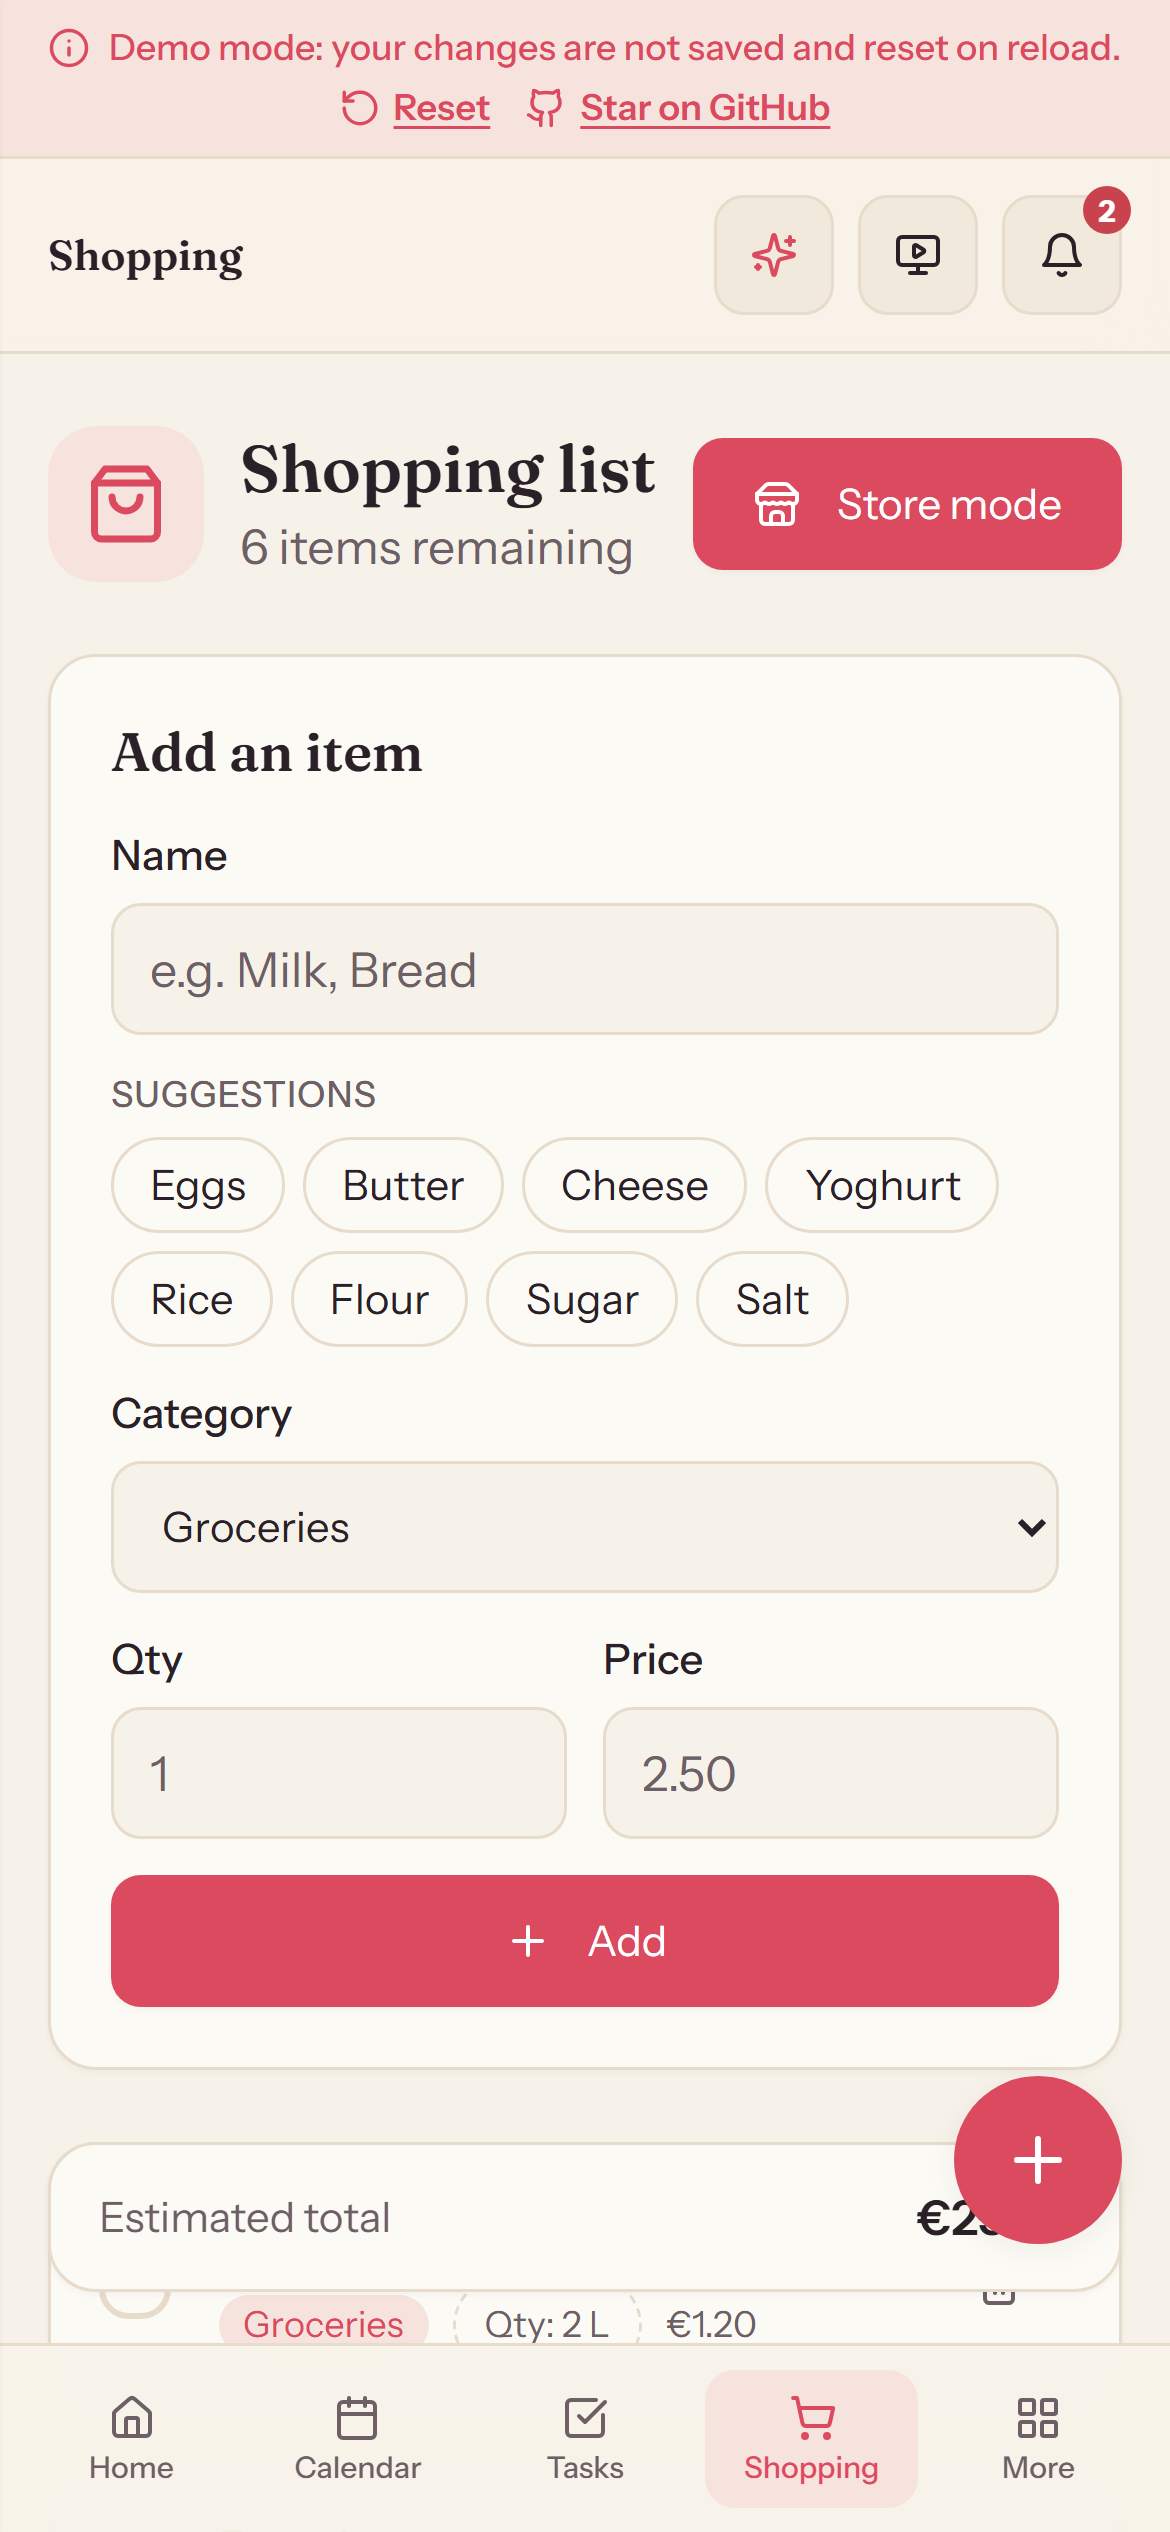 Demo mode: your changes are not saved and reset on reload.
Reset Star on GitHub
Shopping
2
Shopping list
6 items remaining
Store mode
Add an item
Name
e.g. Milk, Bread
SUGGESTIONS
Eggs Butter Cheese Yoghurt
Rice Flour Sugar Salt
Category
Groceries
Qty Price
1 2.50
Add
Estimated total
Groceries Qty: 2 L €1.20
Home Calendar Tasks Shopping More